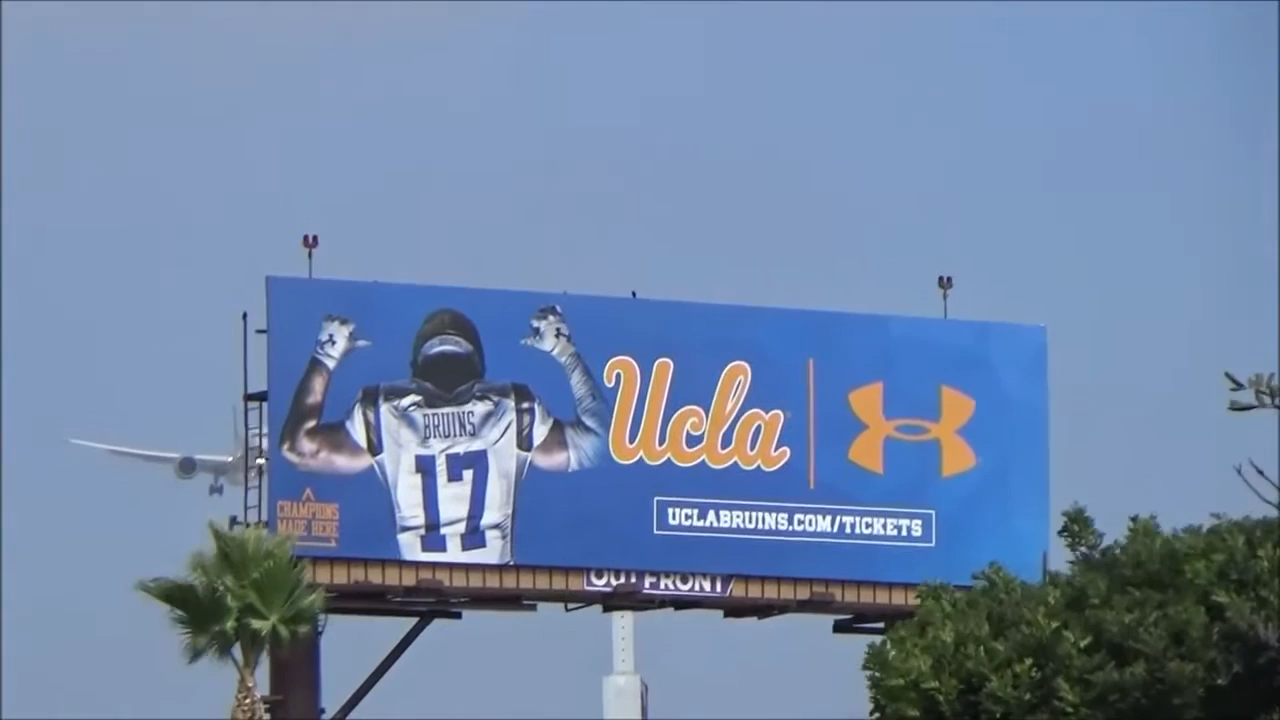 BRUINS
17
CHAMPIONS
MADE HERE
Ucla
UCLABRUINS.COM/TICKETS
OUTFRONT